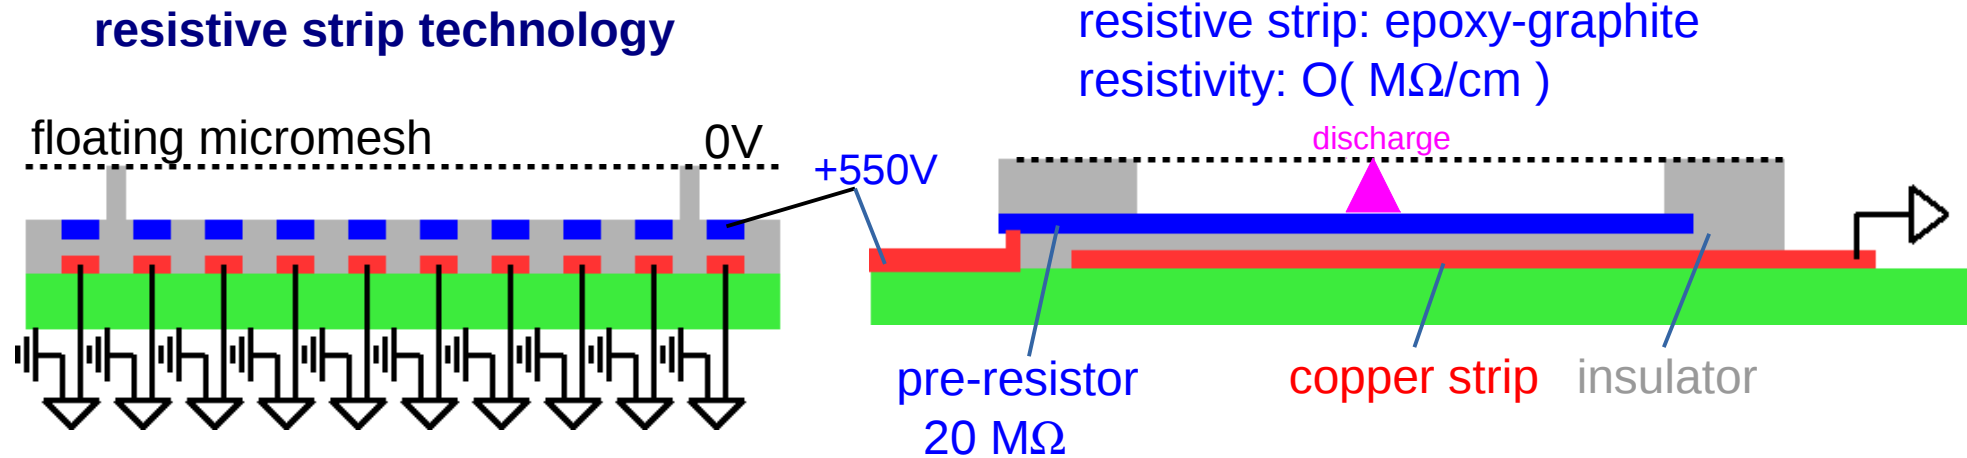 resistive strip technology
resistive strip: epoxy-graphite
resistivity: O( MΩ/cm )
floating micromesh
0V
+550V
discharge
pre-resistor
20 MΩ
copper strip
insulator